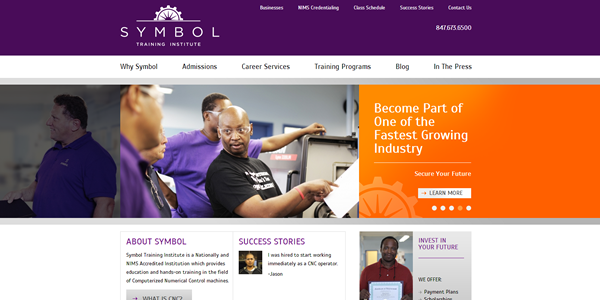 Businesses NIMS Credentialing Class Schedule Success Stories Contact Us
SYMBOL
TRAINING INSTITUTE
847.673.6500
Why Symbol Admissions Career Services Training Programs Blog In The Press
Become Part of
One of the
Fastest Growing
Industry
Secure Your Future
→ LEARN MORE
ABOUT SYMBOL
Symbol Training Institute is a Nationally and
NIMS Accredited Institution which provides
education and hands-on training in the field
of Computerized Numerical Control machines.
→ WHAT IS CNC?
SUCCESS STORIES
I was hired to start working
immediately as a CNC operator.
~Jason
INVEST IN
YOUR FUTURE
WE OFFER:
Payment Plans
Scholarships